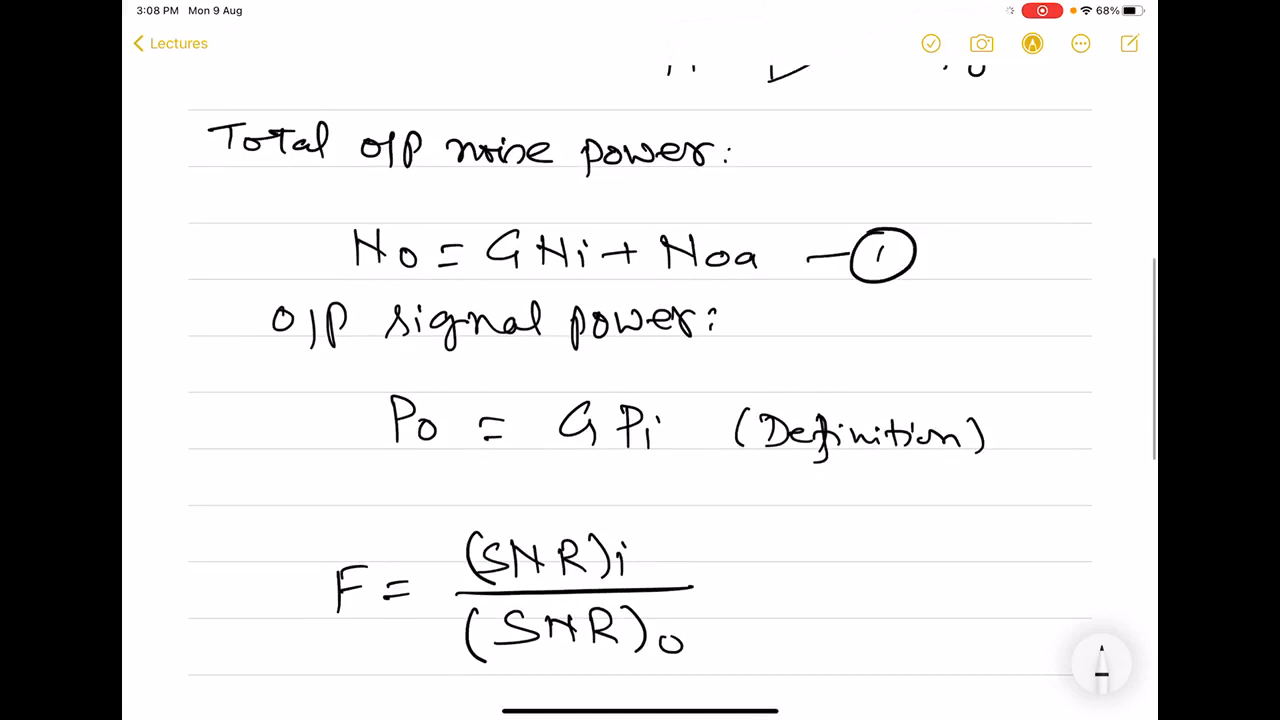 3:08 PM Mon 9 Aug 68%
Lectures
Total o/p noise power:
No = GNi + Noa — 1
o/p signal power:
Po = GPi (Definition)
F = (SNR)i
(SNR)o